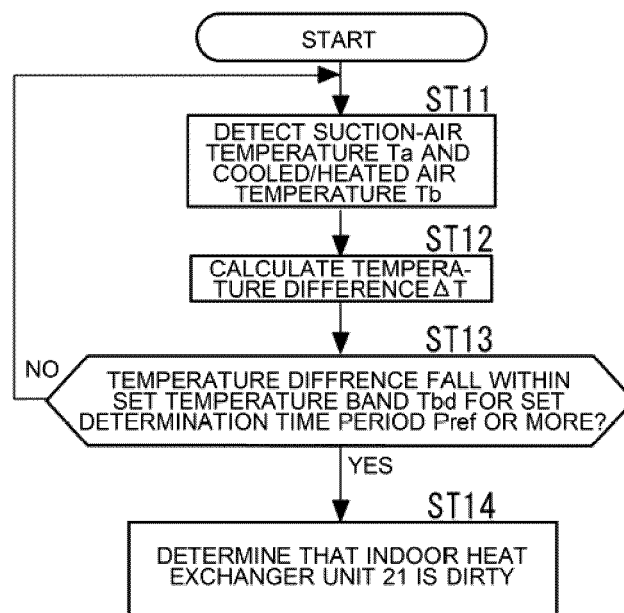 START
ST11
DETECT SUCTION-AIR
TEMPERATURE Ta AND
COOLED/HEATED AIR
TEMPERATURE Tb
ST12
CALCULATE TEMPERA-
TURE DIFFERENCE ΔT
ST13
NO
TEMPERATURE DIFFRENCE FALL WITHIN
SET TEMPERATURE BAND Tbd FOR SET
DETERMINATION TIME PERIOD Pref OR MORE?
YES
ST14
DETERMINE THAT INDOOR HEAT
EXCHANGER UNIT 21 IS DIRTY